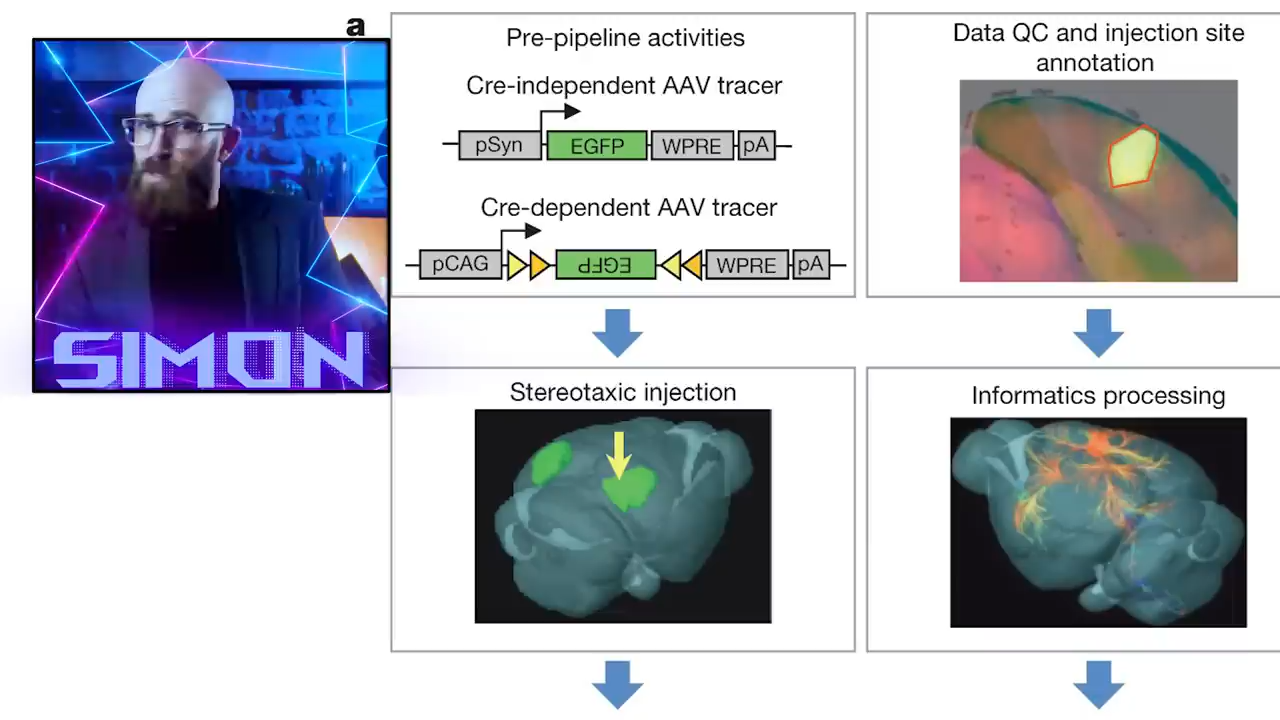 a
SIMON
Pre-pipeline activities
Cre-independent AAV tracer
pSyn EGFP WPRE pA
Cre-dependent AAV tracer
pCAG EGFP WPRE pA
Stereotaxic injection
Data QC and injection site
annotation
Informatics processing